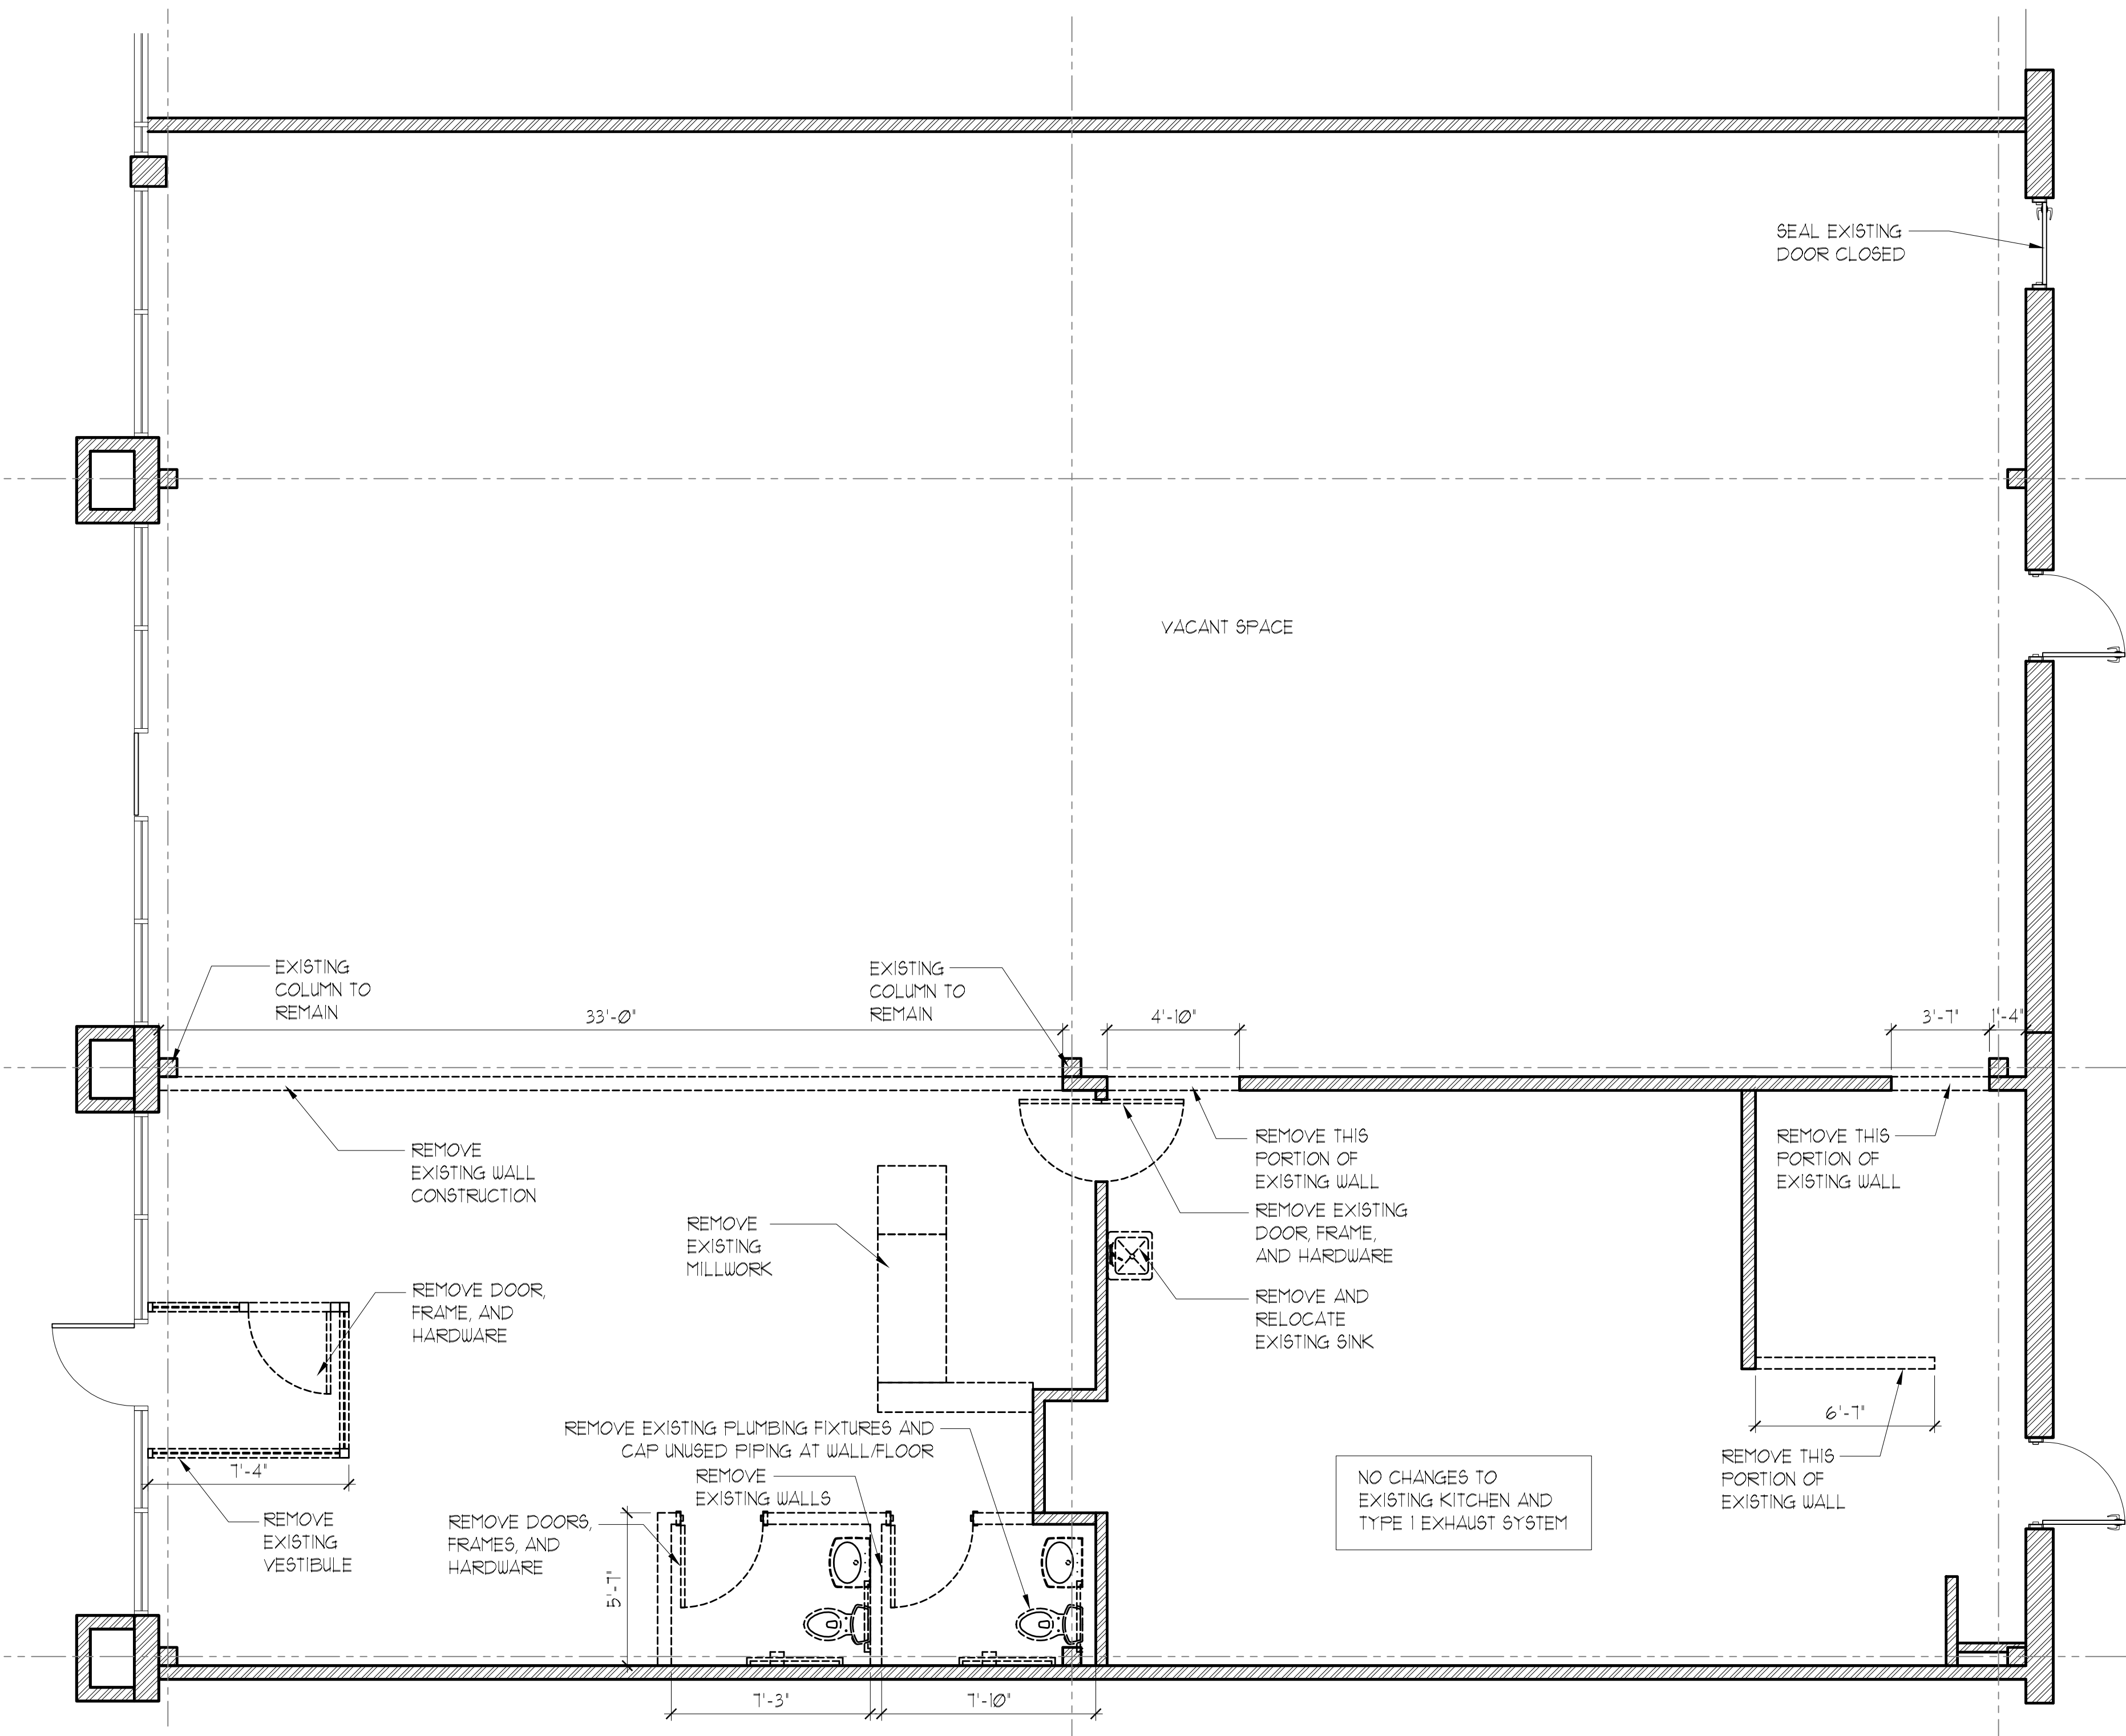 SEAL EXISTING
DOOR CLOSED
VACANT SPACE
EXISTING
COLUMN TO
REMAIN
EXISTING
COLUMN TO
REMAIN
33'-0"
4'-10"
3'-7"
1'-4"
REMOVE
EXISTING WALL
CONSTRUCTION
REMOVE THIS
PORTION OF
EXISTING WALL
REMOVE THIS
PORTION OF
EXISTING WALL
REMOVE EXISTING
DOOR, FRAME,
AND HARDWARE
REMOVE
EXISTING
MILLWORK
REMOVE DOOR,
FRAME, AND
HARDWARE
REMOVE AND
RELOCATE
EXISTING SINK
6'-7"
REMOVE EXISTING PLUMBING FIXTURES AND
CAP UNUSED PIPING AT WALL/FLOOR
REMOVE
EXISTING WALLS
7'-4"
REMOVE
EXISTING
VESTIBULE
REMOVE DOORS,
FRAMES, AND
HARDWARE
NO CHANGES TO
EXISTING KITCHEN AND
TYPE 1 EXHAUST SYSTEM
REMOVE THIS
PORTION OF
EXISTING WALL
5'-7"
7'-3"
7'-10"